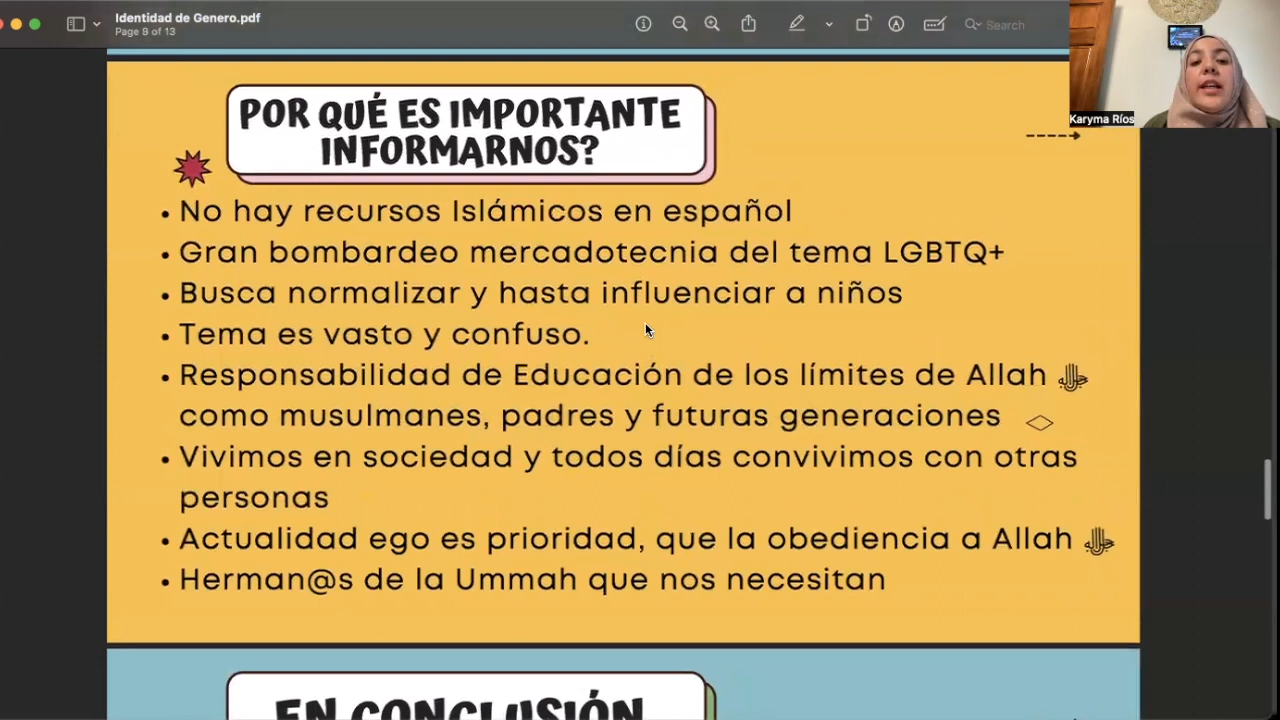 Identidad de Genero.pdf
Page 9 of 13
Search
Karyma Ríos
POR QUÉ ES IMPORTANTE
INFORMARNOS?
• No hay recursos Islámicos en español
• Gran bombardeo mercadotecnia del tema LGBTQ+
• Busca normalizar y hasta influenciar a niños
• Tema es vasto y confuso.
• Responsabilidad de Educación de los límites de Allah ﷻ
como musulmanes, padres y futuras generaciones
• Vivimos en sociedad y todos días convivimos con otras
personas
• Actualidad ego es prioridad, que la obediencia a Allah ﷻ
• Herman@s de la Ummah que nos necesitan
EN CONCLUSIÓN